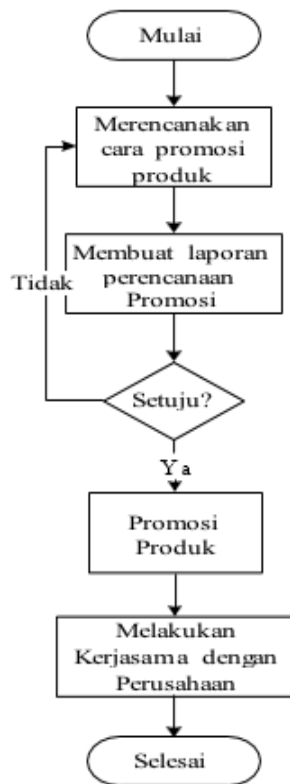 Mulai
Merencanakan
cara promosi
produk
Membuat laporan
perencanaan
Promosi
Tidak
Setuju?
Ya
Promosi
Produk
Melakukan
Kerjasama dengan
Perusahaan
Selesai